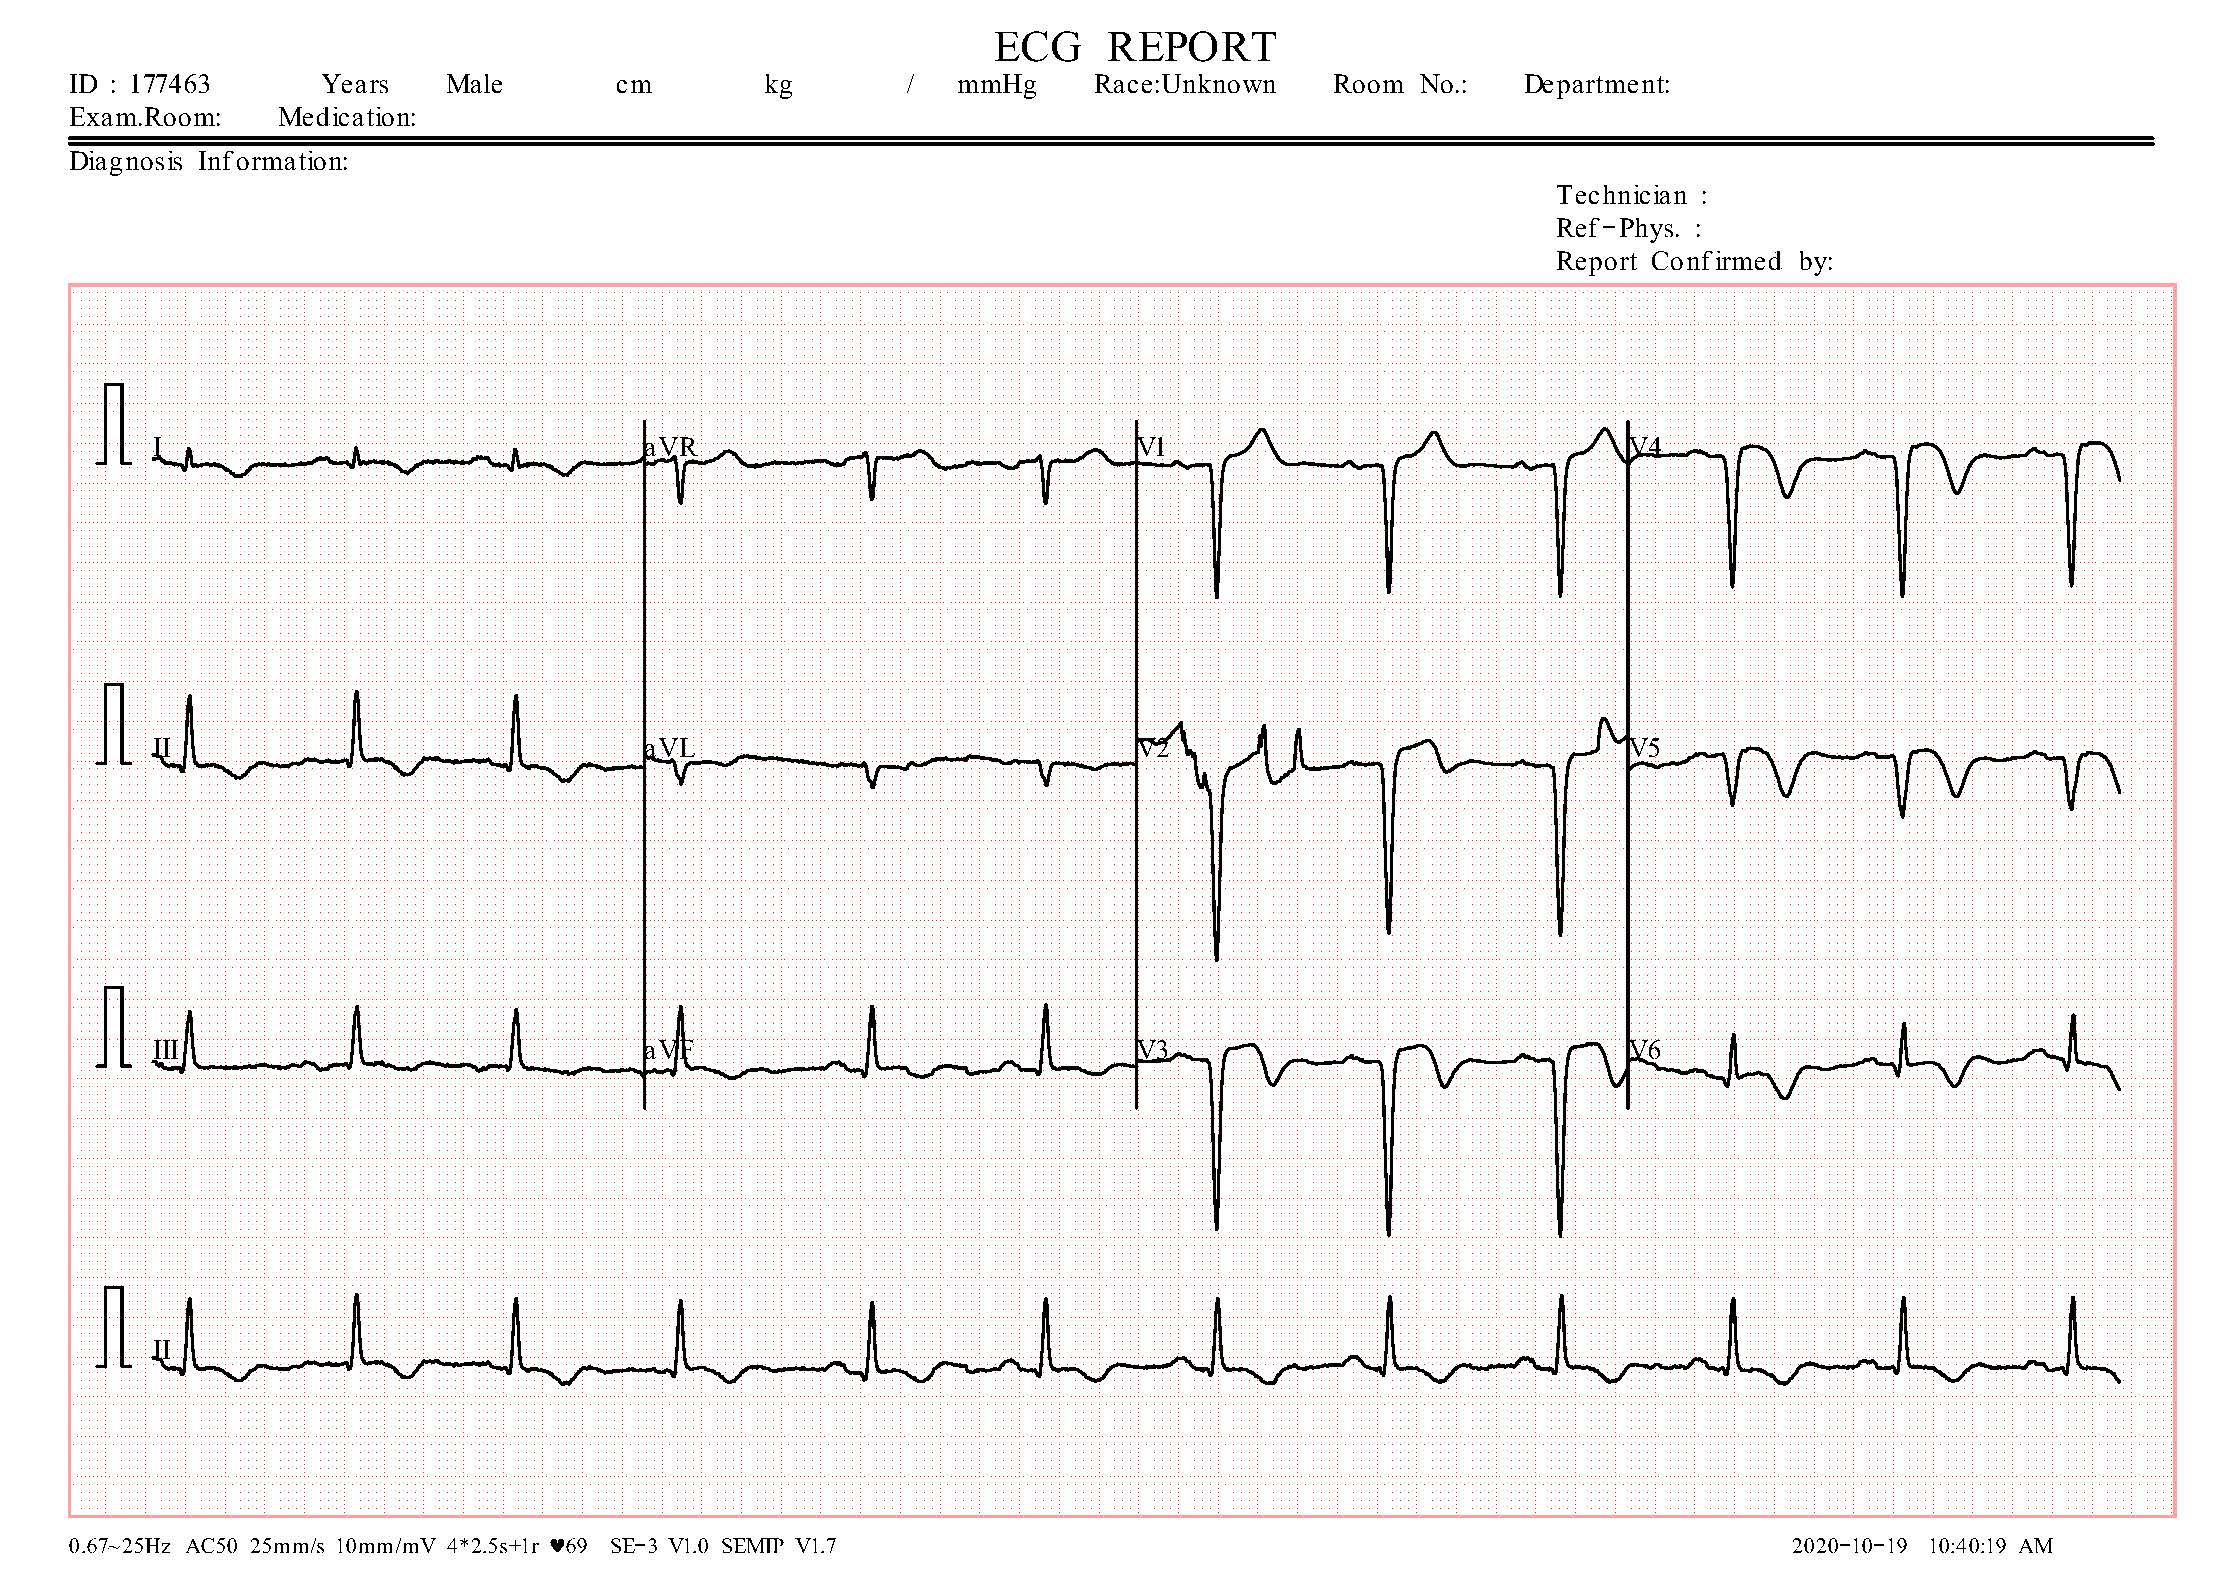 ECG REPORT
ID : 177463 Years Male cm kg / mmHg Race:Unknown Room No.: Department:
Exam.Room: Medication:
Diagnosis Information:
Technician :
Ref-Phys. :
Report Confirmed by:
I aVR V1 V4
II aVL V2 V5
III aVF V3 V6
II
0.67~25Hz AC50 25mm/s 10mm/mV 4*2.5s+1r ♥69 SE-3 V1.0 SEMIP V1.7 2020-10-19 10:40:19 AM